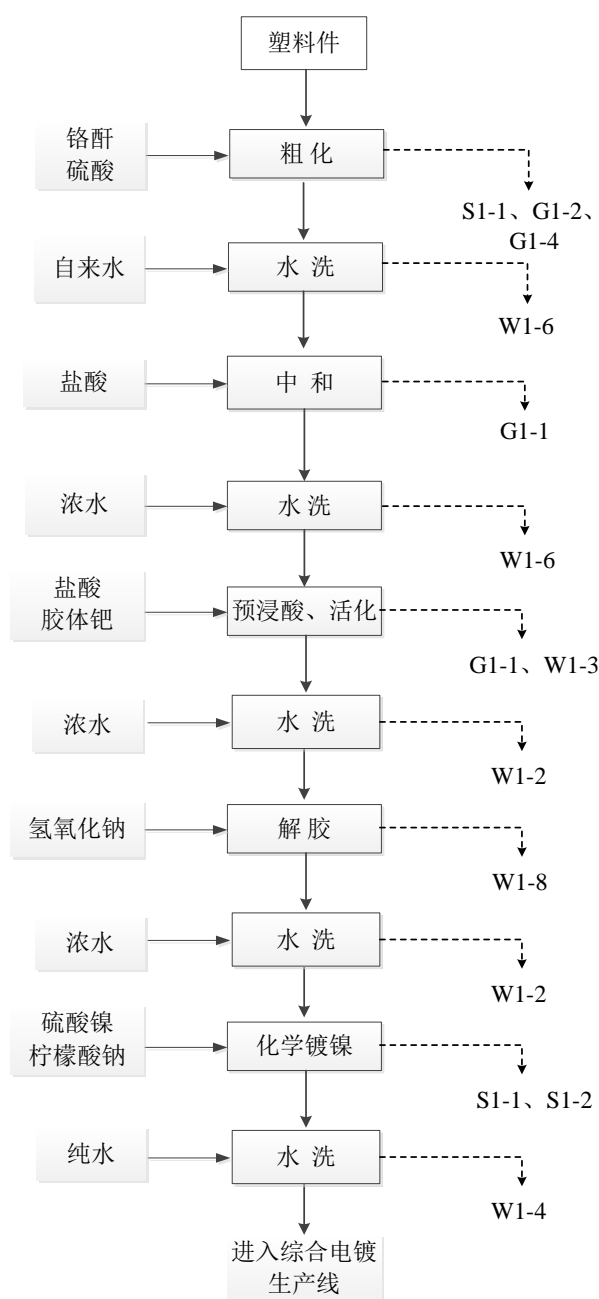 塑料件
铬酐
硫酸
粗 化
S1-1、G1-2、
G1-4
自来水
水 洗
W1-6
盐酸
中 和
G1-1
浓水
水 洗
W1-6
盐酸
胶体钯
预浸酸、活化
G1-1、W1-3
浓水
水 洗
W1-2
氢氧化钠
解 胶
W1-8
浓水
水 洗
W1-2
硫酸镍
柠檬酸钠
化学镀镍
S1-1、S1-2
纯水
水 洗
W1-4
进入综合电镀
生产线